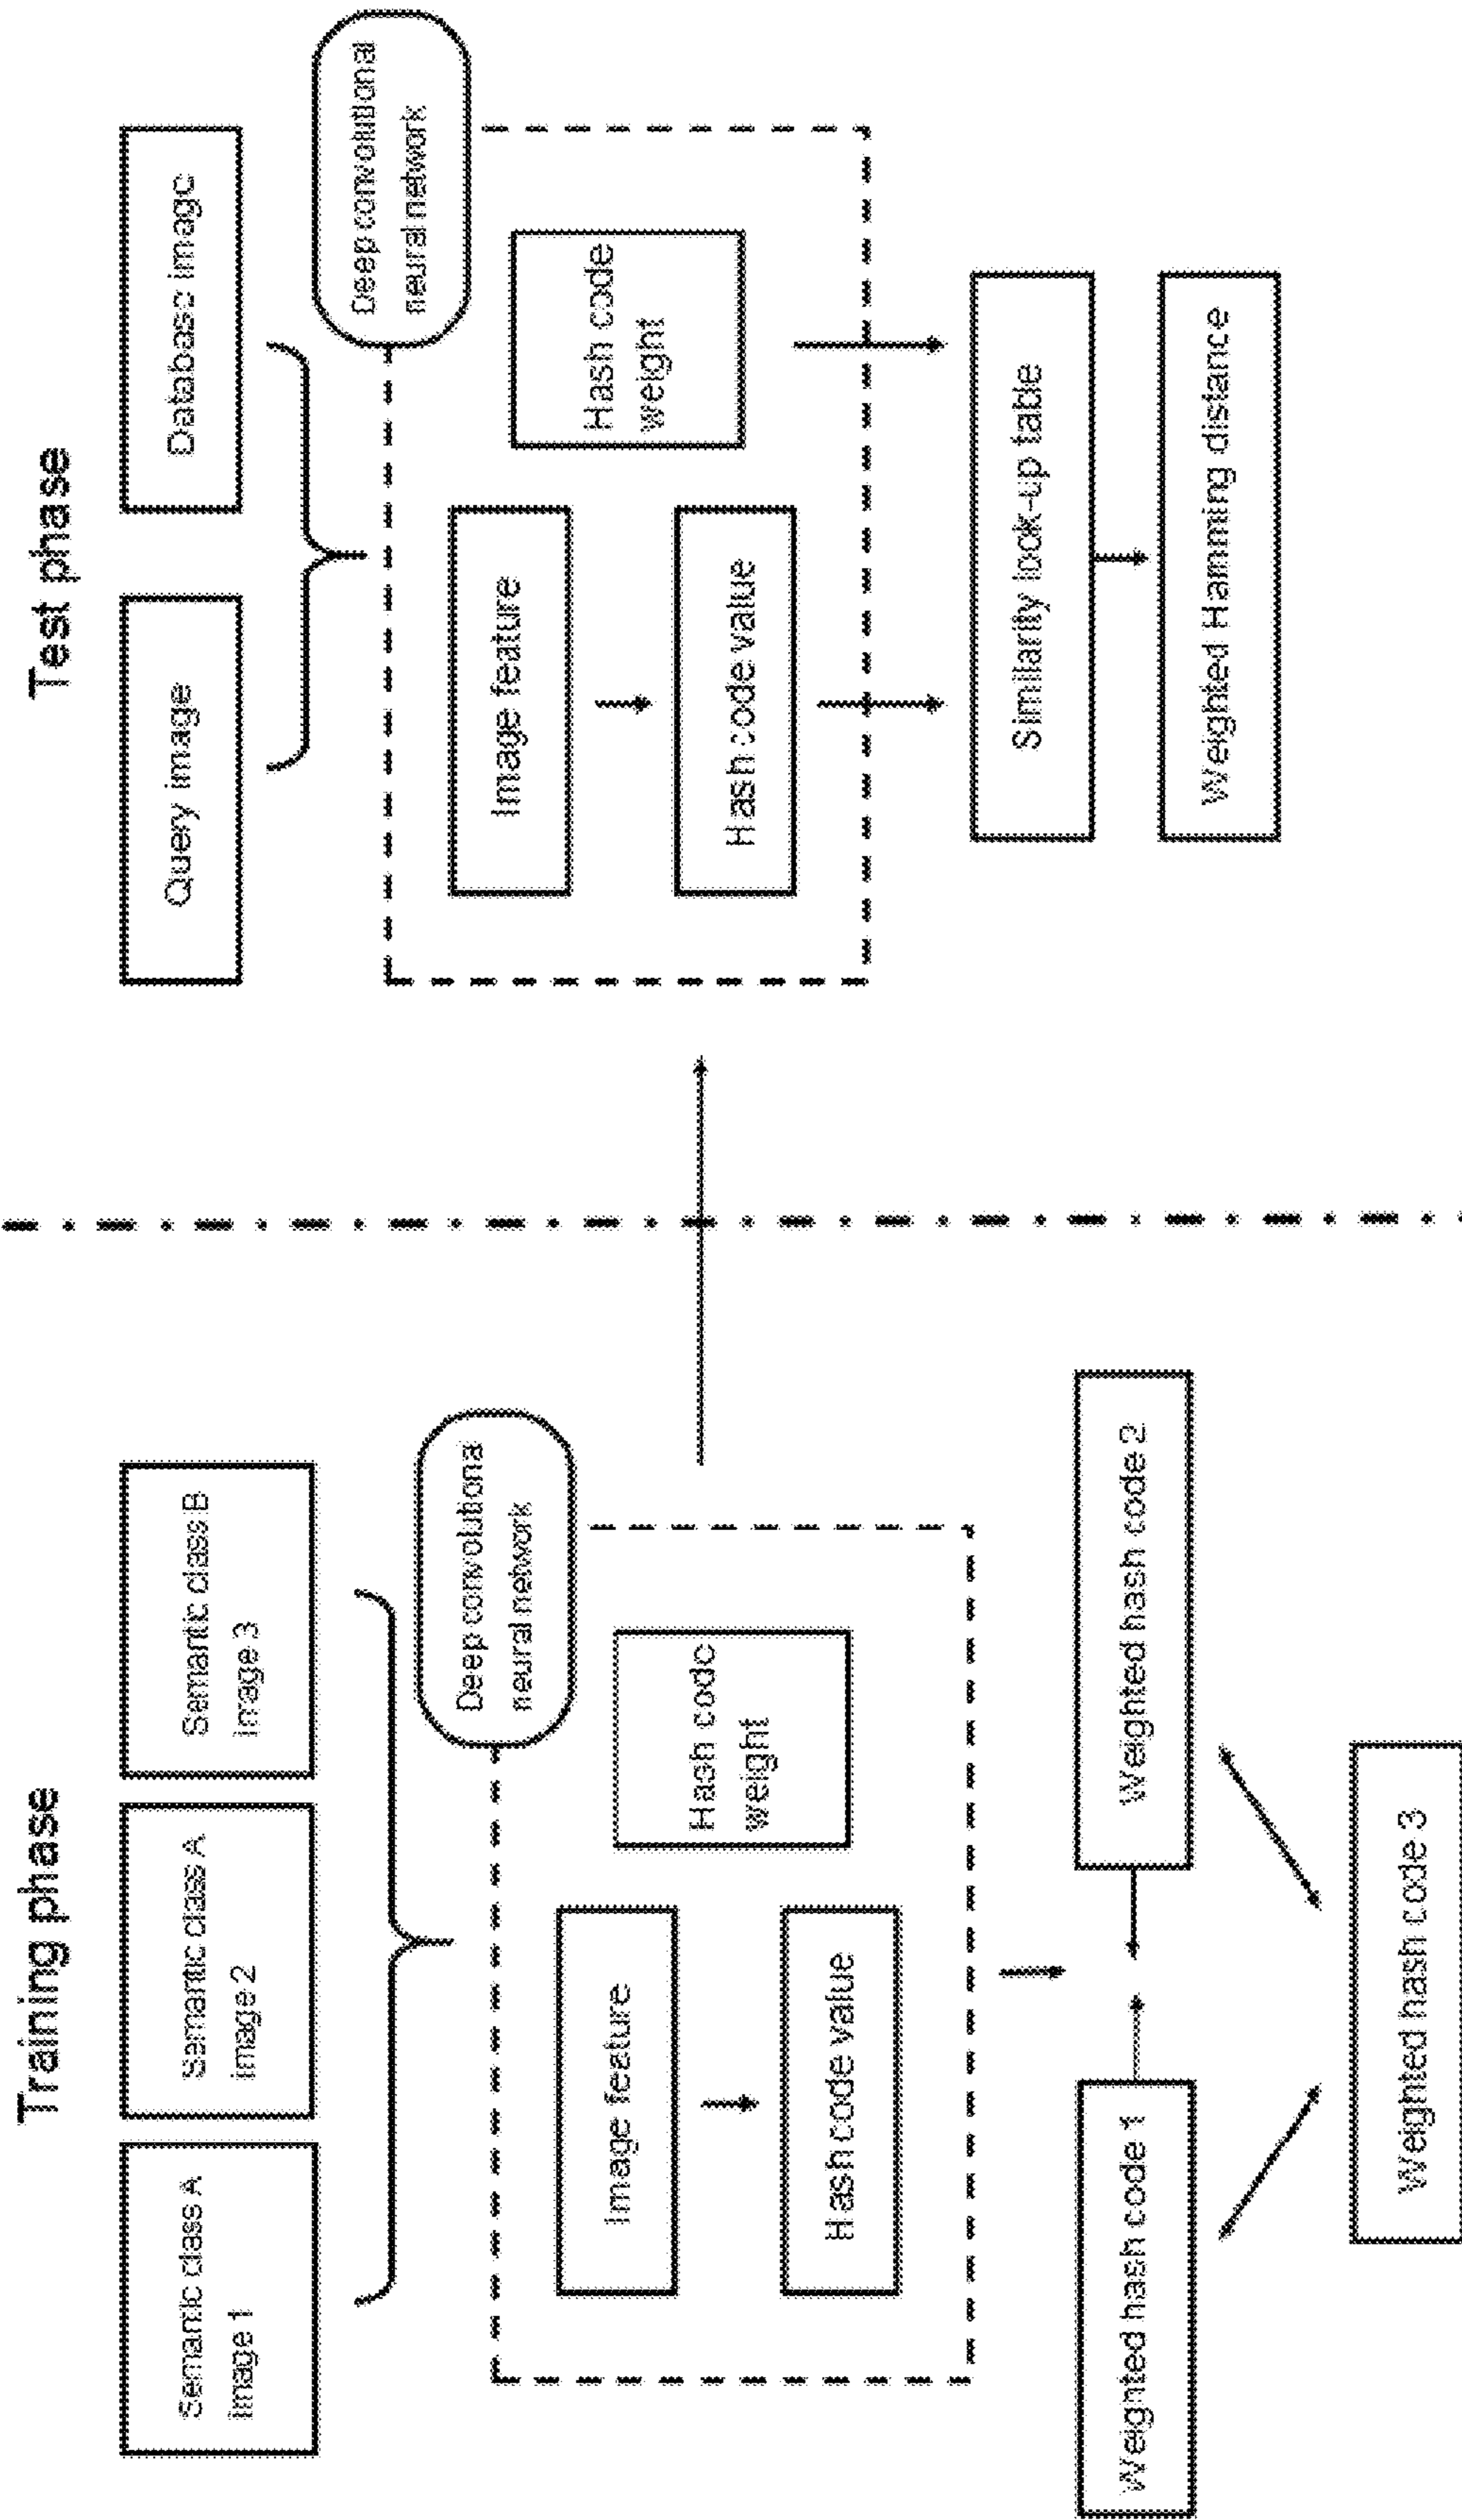 Training phase
Semantic class A
image 1
Semantic class A
image 2
Semantic class B
image 3
Deep convolutiona
neural network
Image feature
Hash code value
Hash code
weight
Weighted hash code 1
Weighted hash code 2
Weighted hash code 3
Test phase
Query image
Database image
Deep convolutional
neural network
Image feature
Hash code value
Hash code
weight
Similarity look-up table
Weighted Hamming distance